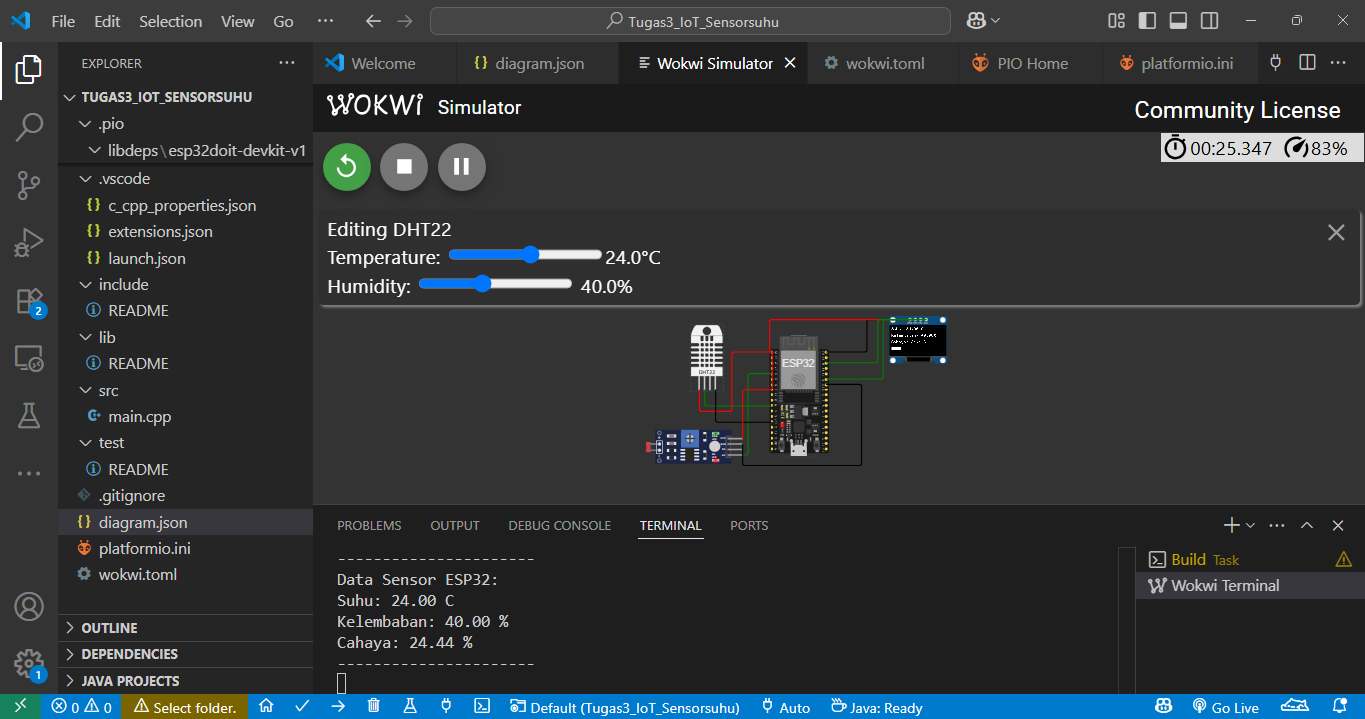 File Edit Selection View Go ··· Tugas3_IoT_Sensorsuhu
EXPLORER ···
Welcome
diagram.json
Wokwi Simulator
wokwi.toml
PIO Home
platformio.ini
TUGAS3_IOT_SENSORSUHU
.pio
libdeps\esp32doit-devkit-v1
.vscode
c_cpp_properties.json
extensions.json
launch.json
include
README
lib
README
src
main.cpp
test
README
.gitignore
diagram.json
platformio.ini
wokwi.toml
OUTLINE
DEPENDENCIES
JAVA PROJECTS
2
1
WOKWI Simulator
Community License
00:25.347 83%
Editing DHT22
Temperature: 24.0°C
Humidity: 40.0%
DHT22
ESP32
PROBLEMS OUTPUT DEBUG CONSOLE TERMINAL PORTS
----------------------
Data Sensor ESP32:
Suhu: 24.00 C
Kelembaban: 40.00 %
Cahaya: 24.44 %
----------------------
Build Task
Wokwi Terminal
0 0 Select folder. Default (Tugas3_IoT_Sensorsuhu) Auto Java: Ready Go Live